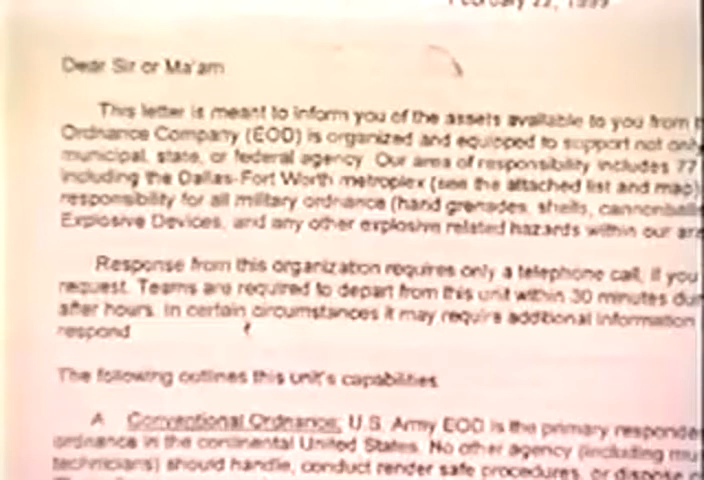 February 22, 1999
Dear Sir or Ma'am
This letter is meant to inform you of the assets available to you from
Ordnance Company (EOD) is organized and equipped to support not only
municipal, state, or federal agency. Our area of responsibility includes 77
including the Dallas-Fort Worth metroplex (see the attached list and map)
responsibility for all military ordnance (hand grenades, shells, cannonballs
Explosive Devices, and any other explosive related hazards within our
Response from this organization requires only a telephone call, if you
request. Teams are required to depart from this unit within 30 minutes
after hours. In certain circumstances it may require additional information
respond
The following outlines this unit's capabilities
A Conventional Ordnance: U.S. Army EOD is the primary
ordnance in the continental United States. No other agency (including
technicians) should handle, conduct render safe procedures, or dispose